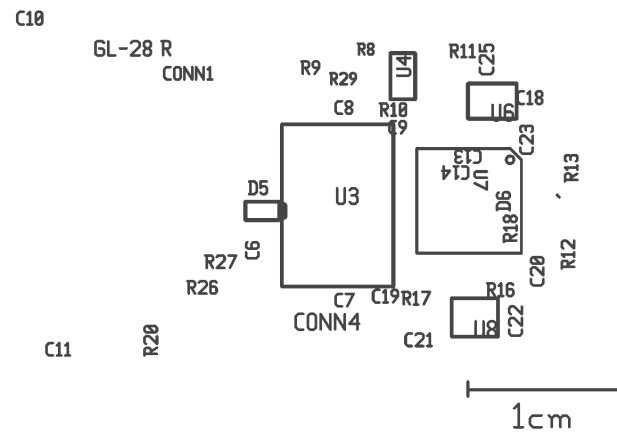 C10
GL-28 R
CONN1
R9
R8
R29
U4
R11
C25
C8
R10
C9
U6
C18
C23
C13
C14
U7
R13
D5
U3
D6
R18
C6
R27
R26
R12
C20
C7
C19
R17
R16
CONN4
U8
C22
C21
C11
R20
1cm